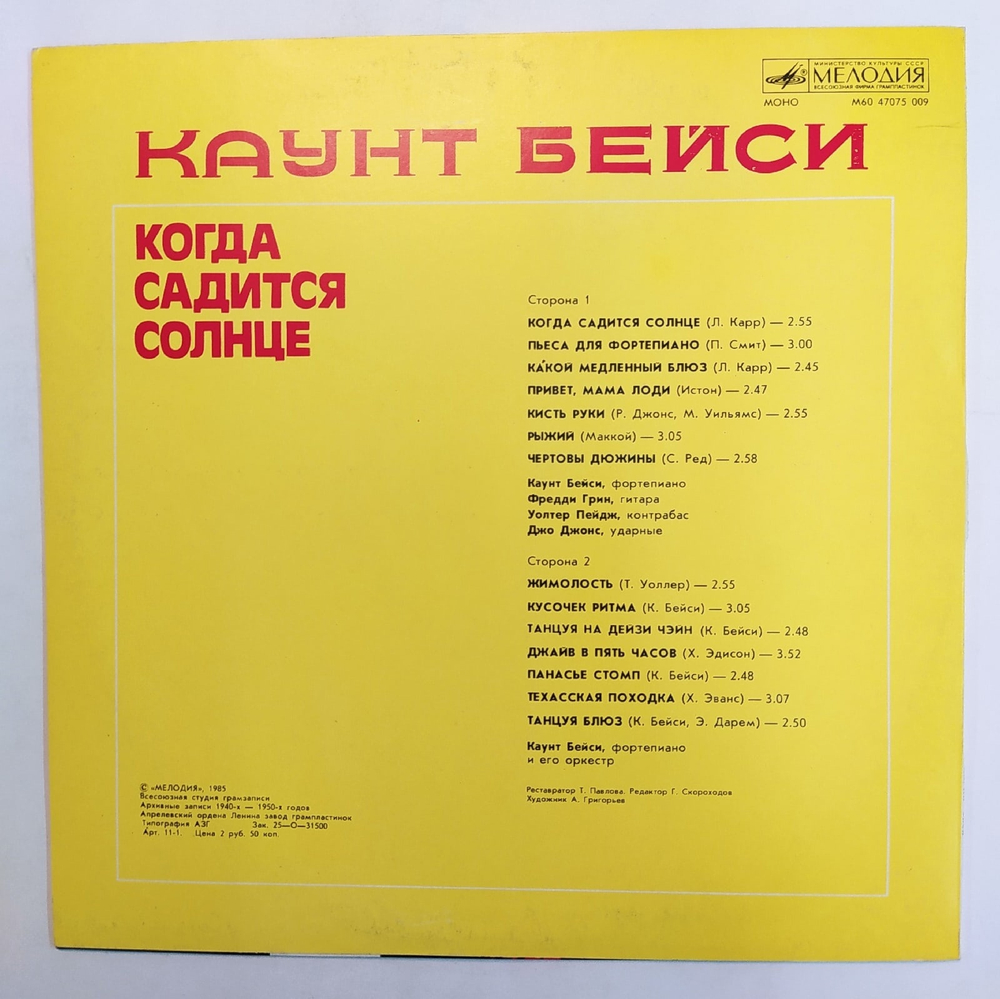 МИНИСТЕРСТВО КУЛЬТУРЫ СССР
МЕЛОДИЯ
ВСЕСОЮЗНАЯ ФИРМА ГРАМПЛАСТИНОК
МОНО М60 47075 009
КАУНТ БЕЙСИ
КОГДА
САДИТСЯ
СОЛНЦЕ
Сторона 1
КОГДА САДИТСЯ СОЛНЦЕ (Л. Карр) — 2.55
ПЬЕСА ДЛЯ ФОРТЕПИАНО (П. Смит) — 3.00
КАКОЙ МЕДЛЕННЫЙ БЛЮЗ (Л. Карр) — 2.45
ПРИВЕТ, МАМА ЛОДИ (Истон) — 2.47
КИСТЬ РУКИ (Р. Джонс, М. Уильямс) — 2.55
РЫЖИЙ (Маккой) — 3.05
ЧЕРТОВЫ ДЮЖИНЫ (С. Ред) — 2.58
Каунт Бейси, фортепиано
Фредди Грин, гитара
Уолтер Пейдж, контрабас
Джо Джонс, ударные
Сторона 2
ЖИМОЛОСТЬ (Т. Уоллер) — 2.55
КУСОЧЕК РИТМА (К. Бейси) — 3.05
ТАНЦУЯ НА ДЕЙЗИ ЧЭЙН (К. Бейси) — 2.48
ДЖАЙВ В ПЯТЬ ЧАСОВ (Х. Эдисон) — 3.52
ПАНАСЬЕ СТОМП (К. Бейси) — 2.48
ТЕХАССКАЯ ПОХОДКА (Х. Эванс) — 3.07
ТАНЦУЯ БЛЮЗ (К. Бейси, Э. Дарем) — 2.50
Каунт Бейси, фортепиано
и его оркестр
Реставратор Т. Павлова. Редактор Г. Скороходов
Художник А. Григорьев
© «МЕЛОДИЯ», 1985
Всесоюзная студия грамзаписи
Архивные записи 1940-х — 1950-х годов
Апрелевский ордена Ленина завод грампластинок
Типография АЗГ Зак. 25—О—31500
Арт. 11-1. Цена 2 руб. 50 коп.